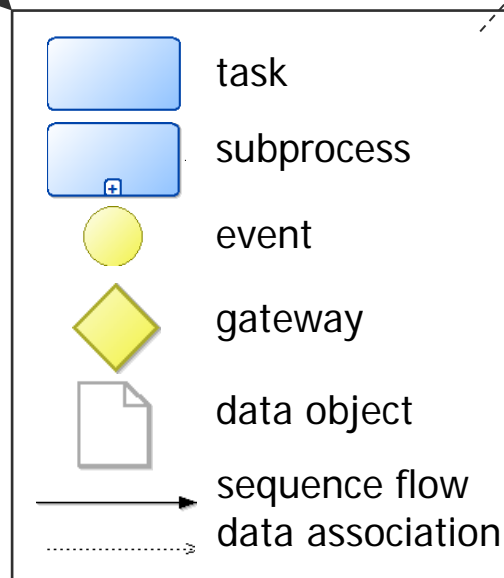 task
subprocess
event
gateway
data object
sequence flow
data association